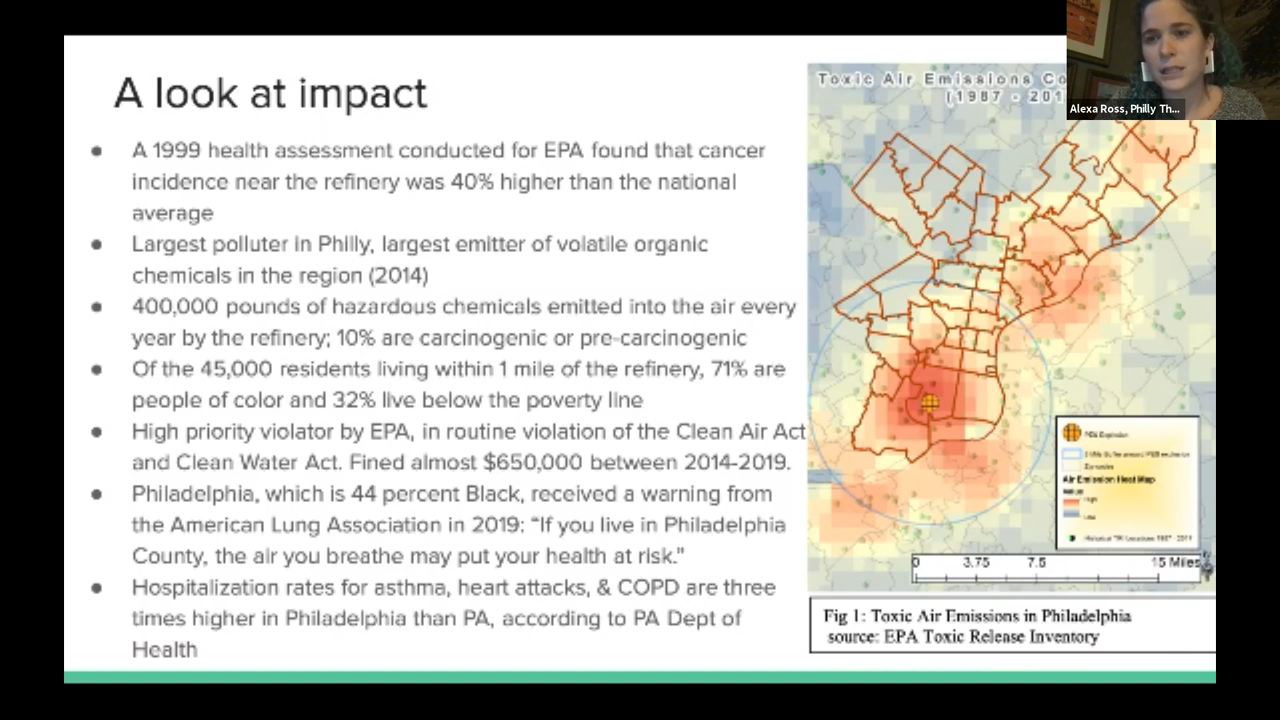 A look at impact
● A 1999 health assessment conducted for EPA found that cancer
incidence near the refinery was 40% higher than the national
average
● Largest polluter in Philly, largest emitter of volatile organic
chemicals in the region (2014)
● 400,000 pounds of hazardous chemicals emitted into the air every
year by the refinery; 10% are carcinogenic or pre-carcinogenic
● Of the 45,000 residents living within 1 mile of the refinery, 71% are
people of color and 32% live below the poverty line
● High priority violator by EPA, in routine violation of the Clean Air Act
and Clean Water Act. Fined almost $650,000 between 2014-2019.
● Philadelphia, which is 44 percent Black, received a warning from
the American Lung Association in 2019: “If you live in Philadelphia
County, the air you breathe may put your health at risk."
● Hospitalization rates for asthma, heart attacks, & COPD are three
times higher in Philadelphia than PA, according to PA Dept of
Health
Toxic Air Emissions Co
(1987 - 201
Air Emission Heat Map
High
Low
0 3.75 7.5 15 Miles
Fig 1: Toxic Air Emissions in Philadelphia
source: EPA Toxic Release Inventory
Alexa Ross, Philly Th...